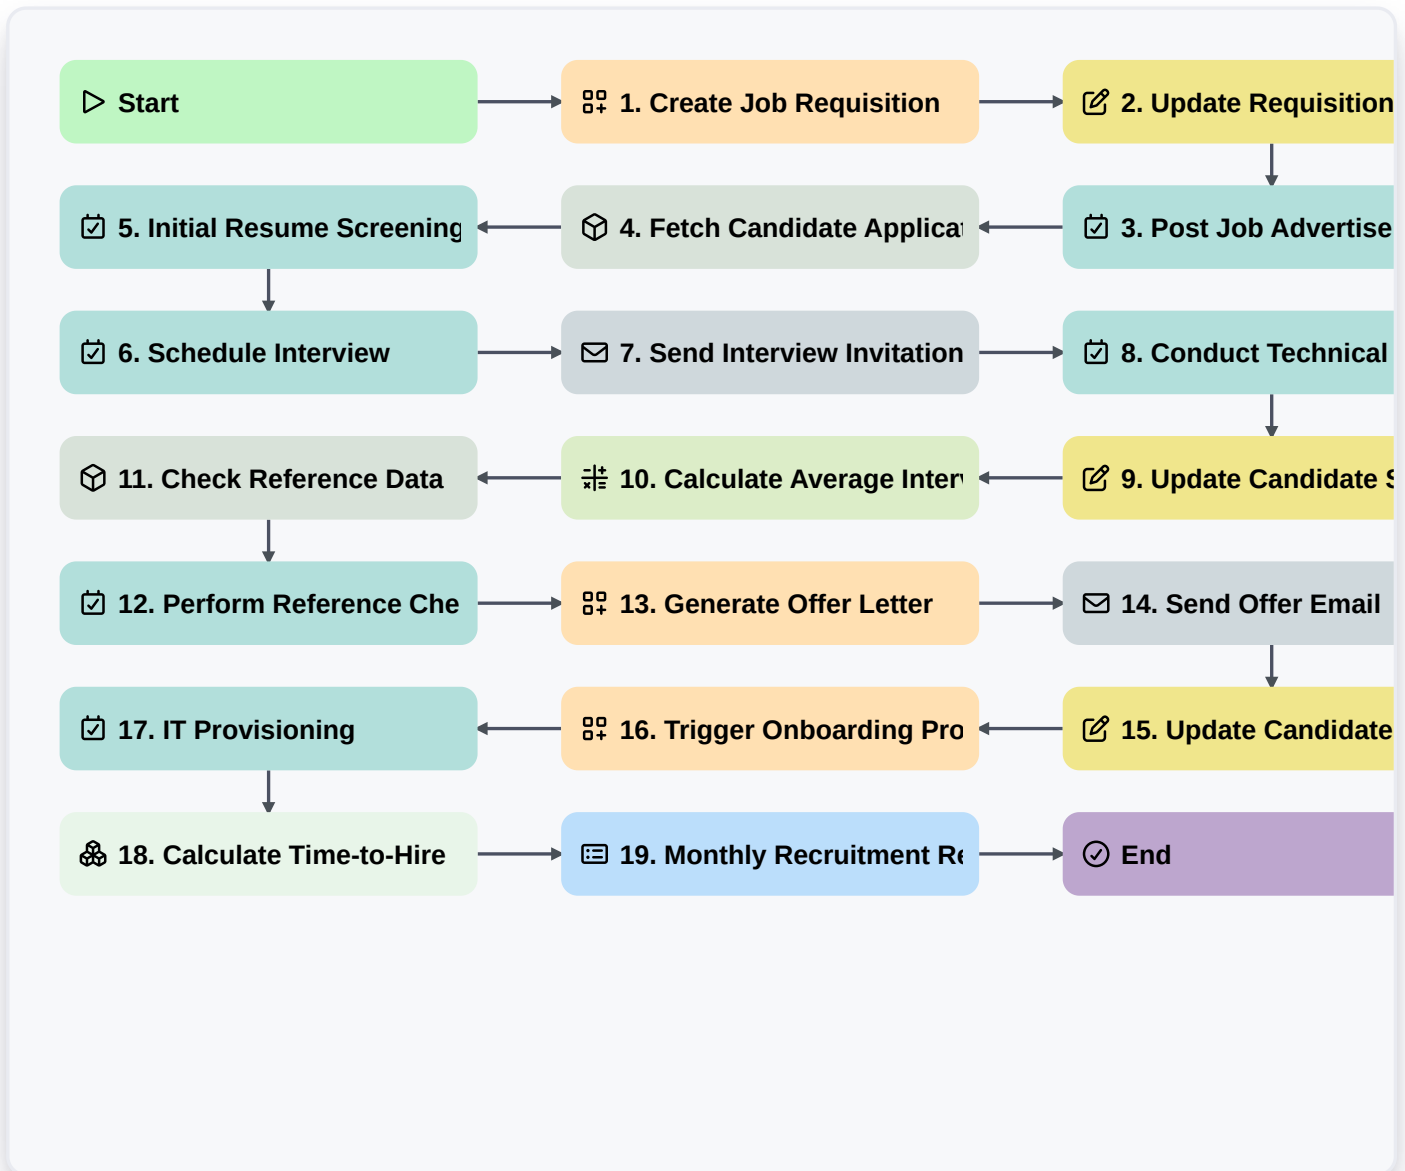 Start
1. Create Job Requisition
2. Update Requisition
5. Initial Resume Screening
4. Fetch Candidate Applicat
3. Post Job Advertise
6. Schedule Interview
7. Send Interview Invitation
8. Conduct Technical
11. Check Reference Data
10. Calculate Average Interv
9. Update Candidate S
12. Perform Reference Che
13. Generate Offer Letter
14. Send Offer Email
17. IT Provisioning
16. Trigger Onboarding Pro
15. Update Candidate
18. Calculate Time-to-Hire
19. Monthly Recruitment Re
End